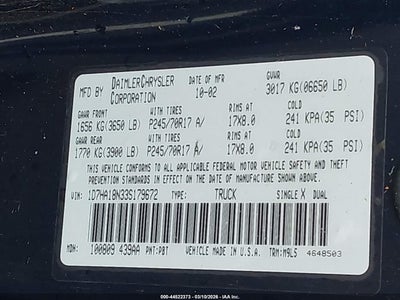 MFD BY DAIMLERCHRYSLER CORPORATION DATE OF MFR 10-02 GVWR 3017 KG(06650 LB)
GAWR FRONT WITH TIRES RIMS AT COLD
1656 KG(3650 LB) P245/70R17 A/ 17X8.0 241 KPA(35 PSI)
GAWR REAR WITH TIRES RIMS AT COLD
1770 KG(3900 LB) P245/70R17 A/ 17X8.0 241 KPA(35 PSI)
THIS VEHICLE CONFORMS TO ALL APPLICABLE FEDERAL MOTOR VEHICLE SAFETY AND
THEFT PREVENTION STANDARDS IN EFFECT ON THE DATE OF MANUFACTURE SHOWN ABOVE.
VIN: 1D7HA18N33S179672 TYPE: TRUCK SINGLE X DUAL
MDH: 100809 439AA PNT:PBT VEHICLE MADE IN U.S.A. TRM:M9L5 4648503
000-44522373 - 03/10/2026 -